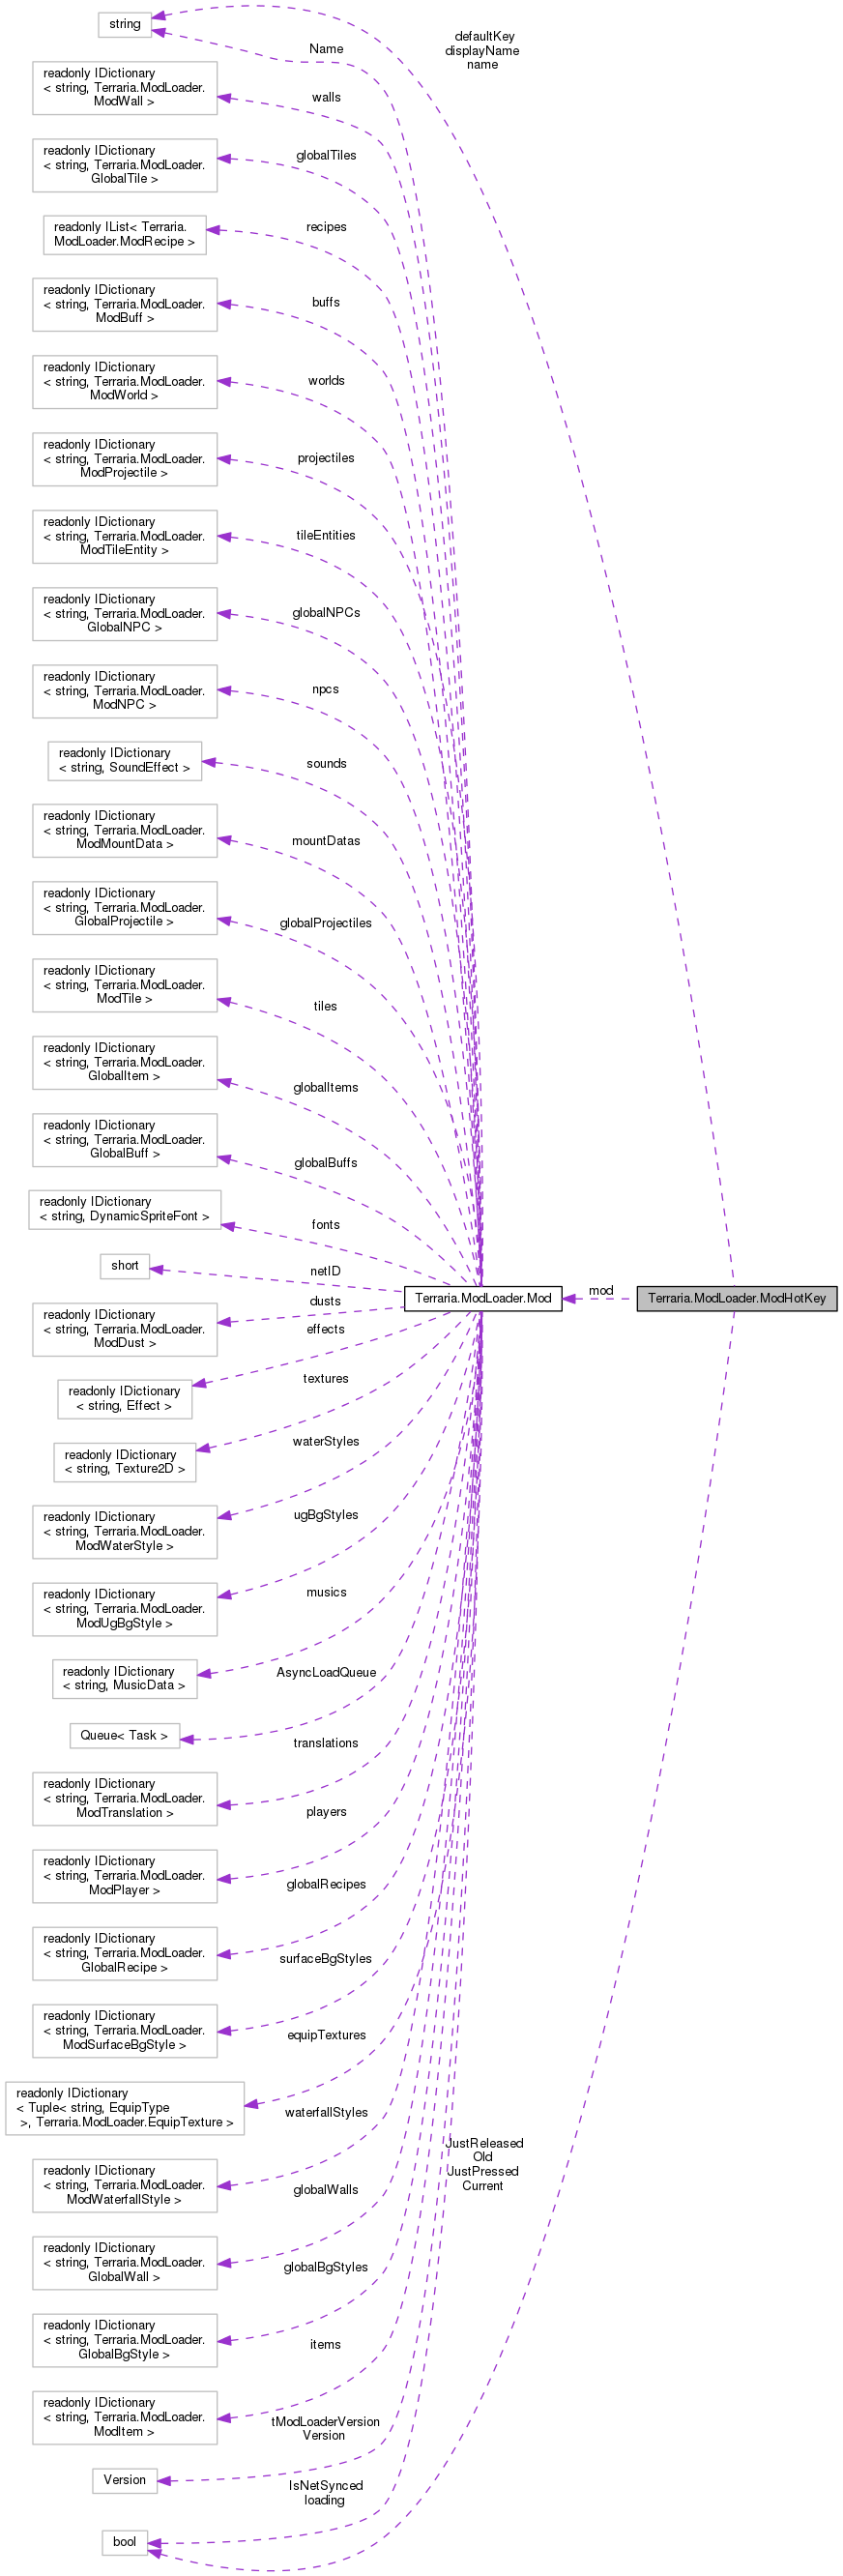 string
defaultKey
displayName
name
Name
readonly IDictionary
< string, Terraria.ModLoader.
ModWall >
walls
readonly IDictionary
< string, Terraria.ModLoader.
GlobalTile >
globalTiles
readonly IList< Terraria.
ModLoader.ModRecipe >
recipes
readonly IDictionary
< string, Terraria.ModLoader.
ModBuff >
buffs
readonly IDictionary
< string, Terraria.ModLoader.
ModWorld >
worlds
readonly IDictionary
< string, Terraria.ModLoader.
ModProjectile >
projectiles
readonly IDictionary
< string, Terraria.ModLoader.
ModTileEntity >
tileEntities
readonly IDictionary
< string, Terraria.ModLoader.
GlobalNPC >
globalNPCs
readonly IDictionary
< string, Terraria.ModLoader.
ModNPC >
npcs
readonly IDictionary
< string, SoundEffect >
sounds
readonly IDictionary
< string, Terraria.ModLoader.
ModMountData >
mountDatas
readonly IDictionary
< string, Terraria.ModLoader.
GlobalProjectile >
globalProjectiles
readonly IDictionary
< string, Terraria.ModLoader.
ModTile >
tiles
readonly IDictionary
< string, Terraria.ModLoader.
GlobalItem >
globalItems
readonly IDictionary
< string, Terraria.ModLoader.
GlobalBuff >
globalBuffs
readonly IDictionary
< string, DynamicSpriteFont >
fonts
short
netID
Terraria.ModLoader.Mod
mod
Terraria.ModLoader.ModHotKey
readonly IDictionary
< string, Terraria.ModLoader.
ModDust >
dusts
effects
readonly IDictionary
< string, Effect >
textures
readonly IDictionary
< string, Texture2D >
waterStyles
readonly IDictionary
< string, Terraria.ModLoader.
ModWaterStyle >
ugBgStyles
readonly IDictionary
< string, Terraria.ModLoader.
ModUgBgStyle >
musics
readonly IDictionary
< string, MusicData >
AsyncLoadQueue
Queue< Task >
translations
readonly IDictionary
< string, Terraria.ModLoader.
ModTranslation >
players
readonly IDictionary
< string, Terraria.ModLoader.
ModPlayer >
globalRecipes
readonly IDictionary
< string, Terraria.ModLoader.
GlobalRecipe >
surfaceBgStyles
readonly IDictionary
< string, Terraria.ModLoader.
ModSurfaceBgStyle >
equipTextures
readonly IDictionary
< Tuple< string, EquipType
>, Terraria.ModLoader.EquipTexture >
waterfallStyles
JustReleased
Old
JustPressed
Current
readonly IDictionary
< string, Terraria.ModLoader.
ModWaterfallStyle >
globalWalls
readonly IDictionary
< string, Terraria.ModLoader.
GlobalWall >
globalBgStyles
readonly IDictionary
< string, Terraria.ModLoader.
GlobalBgStyle >
items
readonly IDictionary
< string, Terraria.ModLoader.
ModItem >
tModLoaderVersion
Version
Version
IsNetSynced
loading
bool